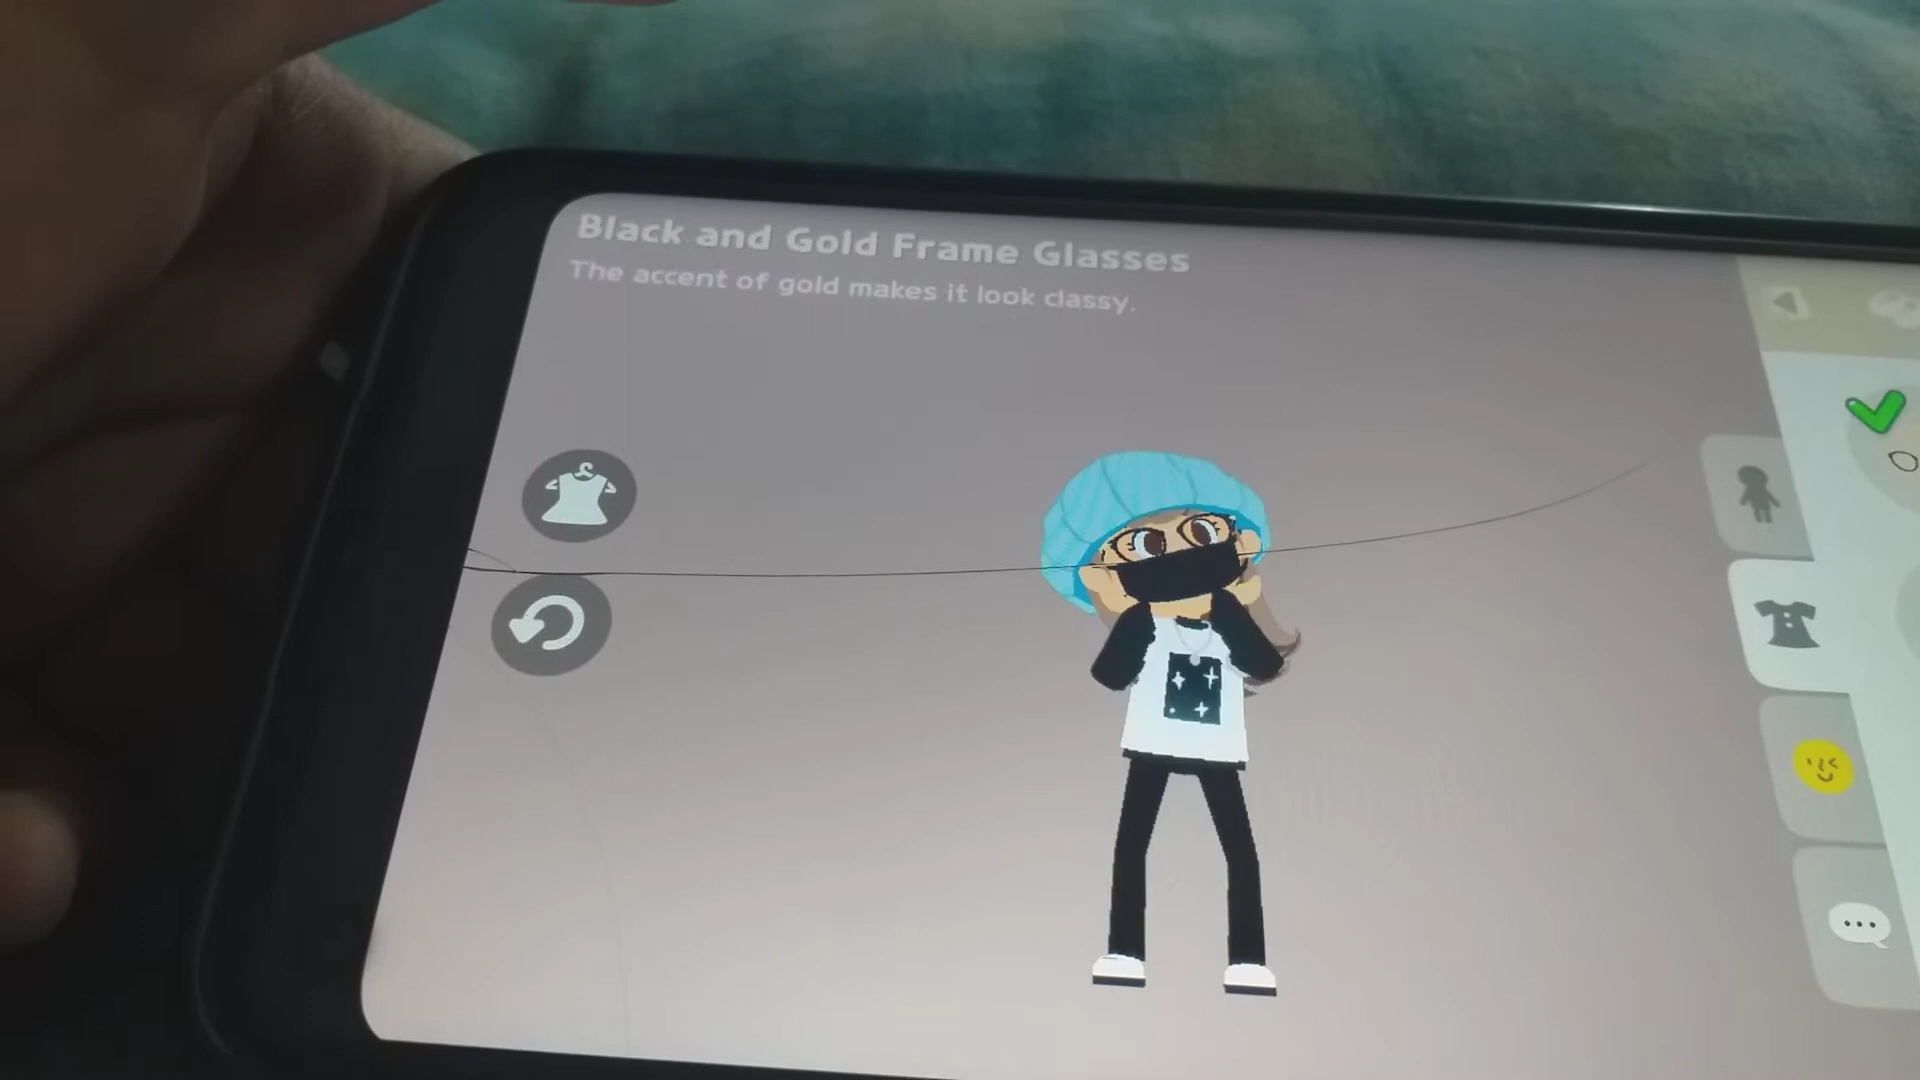 Black and Gold Frame Glasses
The accent of gold makes it look classy.